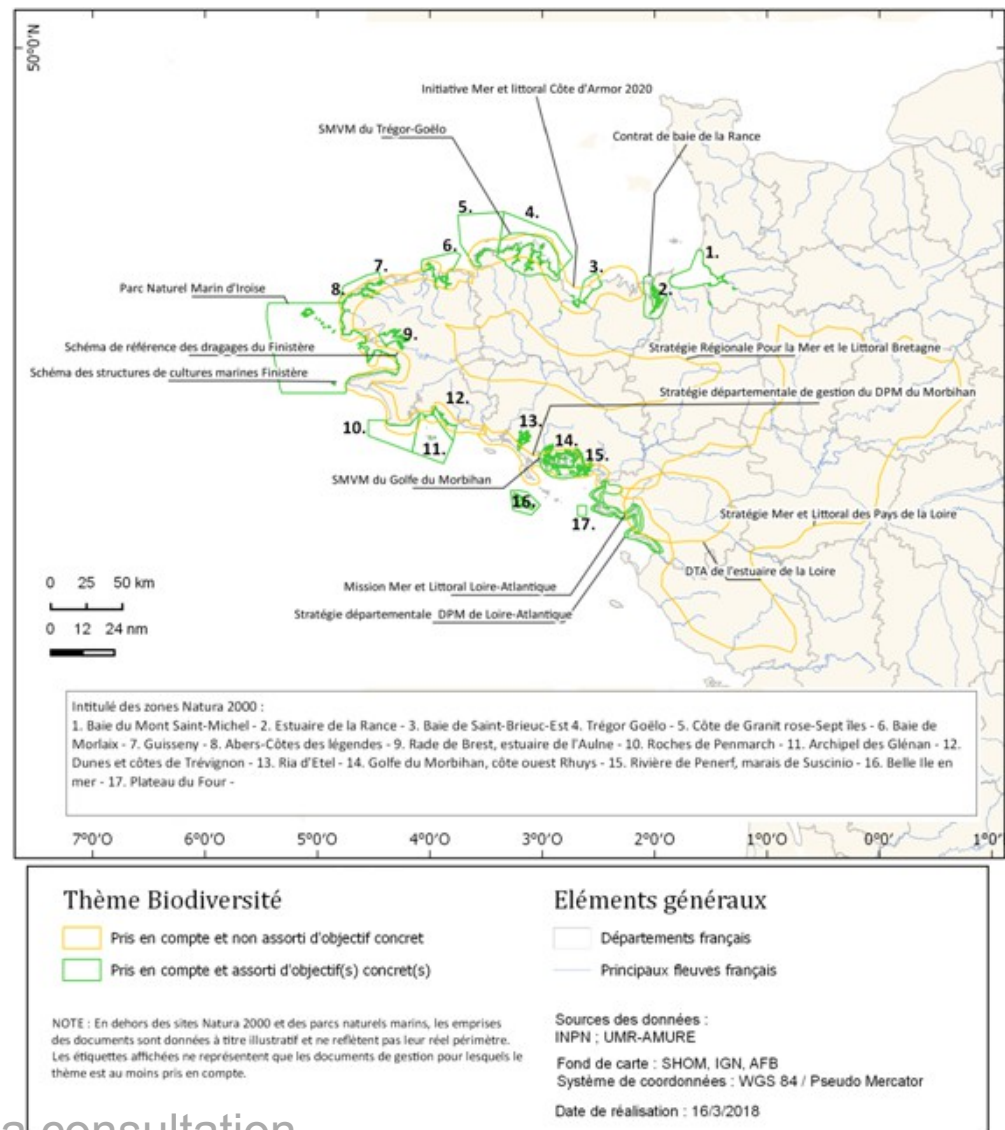 50°0'N
Initiative Mer et littoral Côte d'Armor 2020
SMVM du Trégor-Goëlo
Contrat de baie de la Rance
5.
4.
1.
6.
3.
7.
2.
8.
Parc Naturel Marin d'Iroise
9.
Schéma de référence des dragages du Finistère
Stratégie Régionale Pour la Mer et le Littoral Bretagne
Schéma des structures de cultures marines Finistère
Stratégie départementale de gestion du DPM du Morbihan
12.
10.
13.
11.
14.
15.
SMVM du Golfe du Morbihan
16.
17.
Stratégie Mer et Littoral des Pays de la Loire
DTA de l'estuaire de la Loire
Mission Mer et Littoral Loire-Atlantique
Stratégie départementale DPM de Loire-Atlantique
0 25 50 km
0 12 24 nm
Intitulé des zones Natura 2000 :
1. Baie du Mont Saint-Michel - 2. Estuaire de la Rance - 3. Baie de Saint-Brieuc-Est 4. Trégor Goëlo - 5. Côte de Granit rose-Sept îles - 6. Baie de
Morlaix - 7. Guisseny - 8. Abers-Côtes des légendes - 9. Rade de Brest, estuaire de l'Aulne - 10. Roches de Penmarch - 11. Archipel des Glénan - 12.
Dunes et côtes de Trévignon - 13. Ria d'Etel - 14. Golfe du Morbihan, côte ouest Rhuys - 15. Rivière de Penerf, marais de Suscinio - 16. Belle Ile en
mer - 17. Plateau du Four -
7°0'O 6°0'O 5°0'O 4°0'O 3°0'O 2°0'O 1°0'O 0°0' 1°0'
Thème Biodiversité
Pris en compte et non assorti d'objectif concret
Pris en compte et assorti d'objectif(s) concret(s)
NOTE : En dehors des sites Natura 2000 et des parcs naturels marins, les emprises
des documents sont données à titre illustratif et ne reflètent pas leur réel périmètre.
Les étiquettes affichées ne représentent que les documents de gestion pour lesquels le
thème est au moins pris en compte.
Eléments généraux
Départements français
Principaux fleuves français
Sources des données :
INPN ; UMR-AMURE
Fond de carte : SHOM, IGN, AFB
Système de coordonnées : WGS 84 / Pseudo Mercator
Date de réalisation : 16/3/2018
a consultation